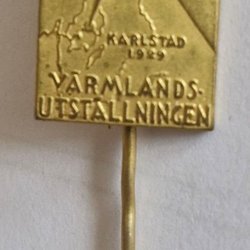 KARLSTAD
1929
VÄRMLANDS-
UTSTÄLLNINGEN